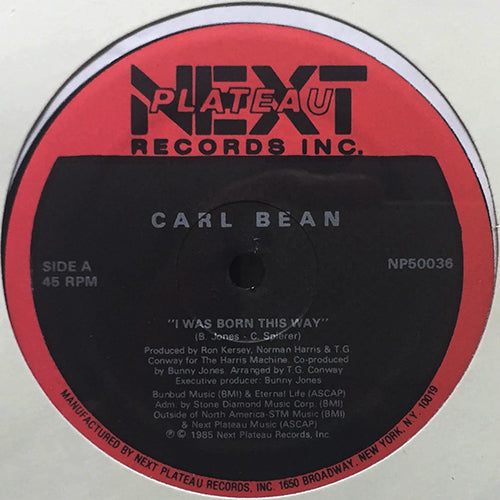 NEXT
PLATEAU
RECORDS INC.
CARL BEAN
SIDE A
45 RPM
NP50036
"I WAS BORN THIS WAY"
(B. Jones - C. Spierer)
Produced by Ron Kersey, Norman Harris & T.G.
Conway for The Harris Machine. Co-produced
by Bunny Jones. Arranged by T.G. Conway
Executive producer: Bunny Jones
Bunbud Music (BMI) & Eternal Life (ASCAP)
Adm. by Stone Diamond Music Corp. (BMI)
Outside of North America-STM Music (BMI)
& Next Plateau Music (ASCAP)
℗ © 1985 Next Plateau Records, Inc.
MANUFACTURED BY NEXT PLATEAU RECORDS, INC. 1650 BROADWAY, NEW YORK, N.Y. 10019